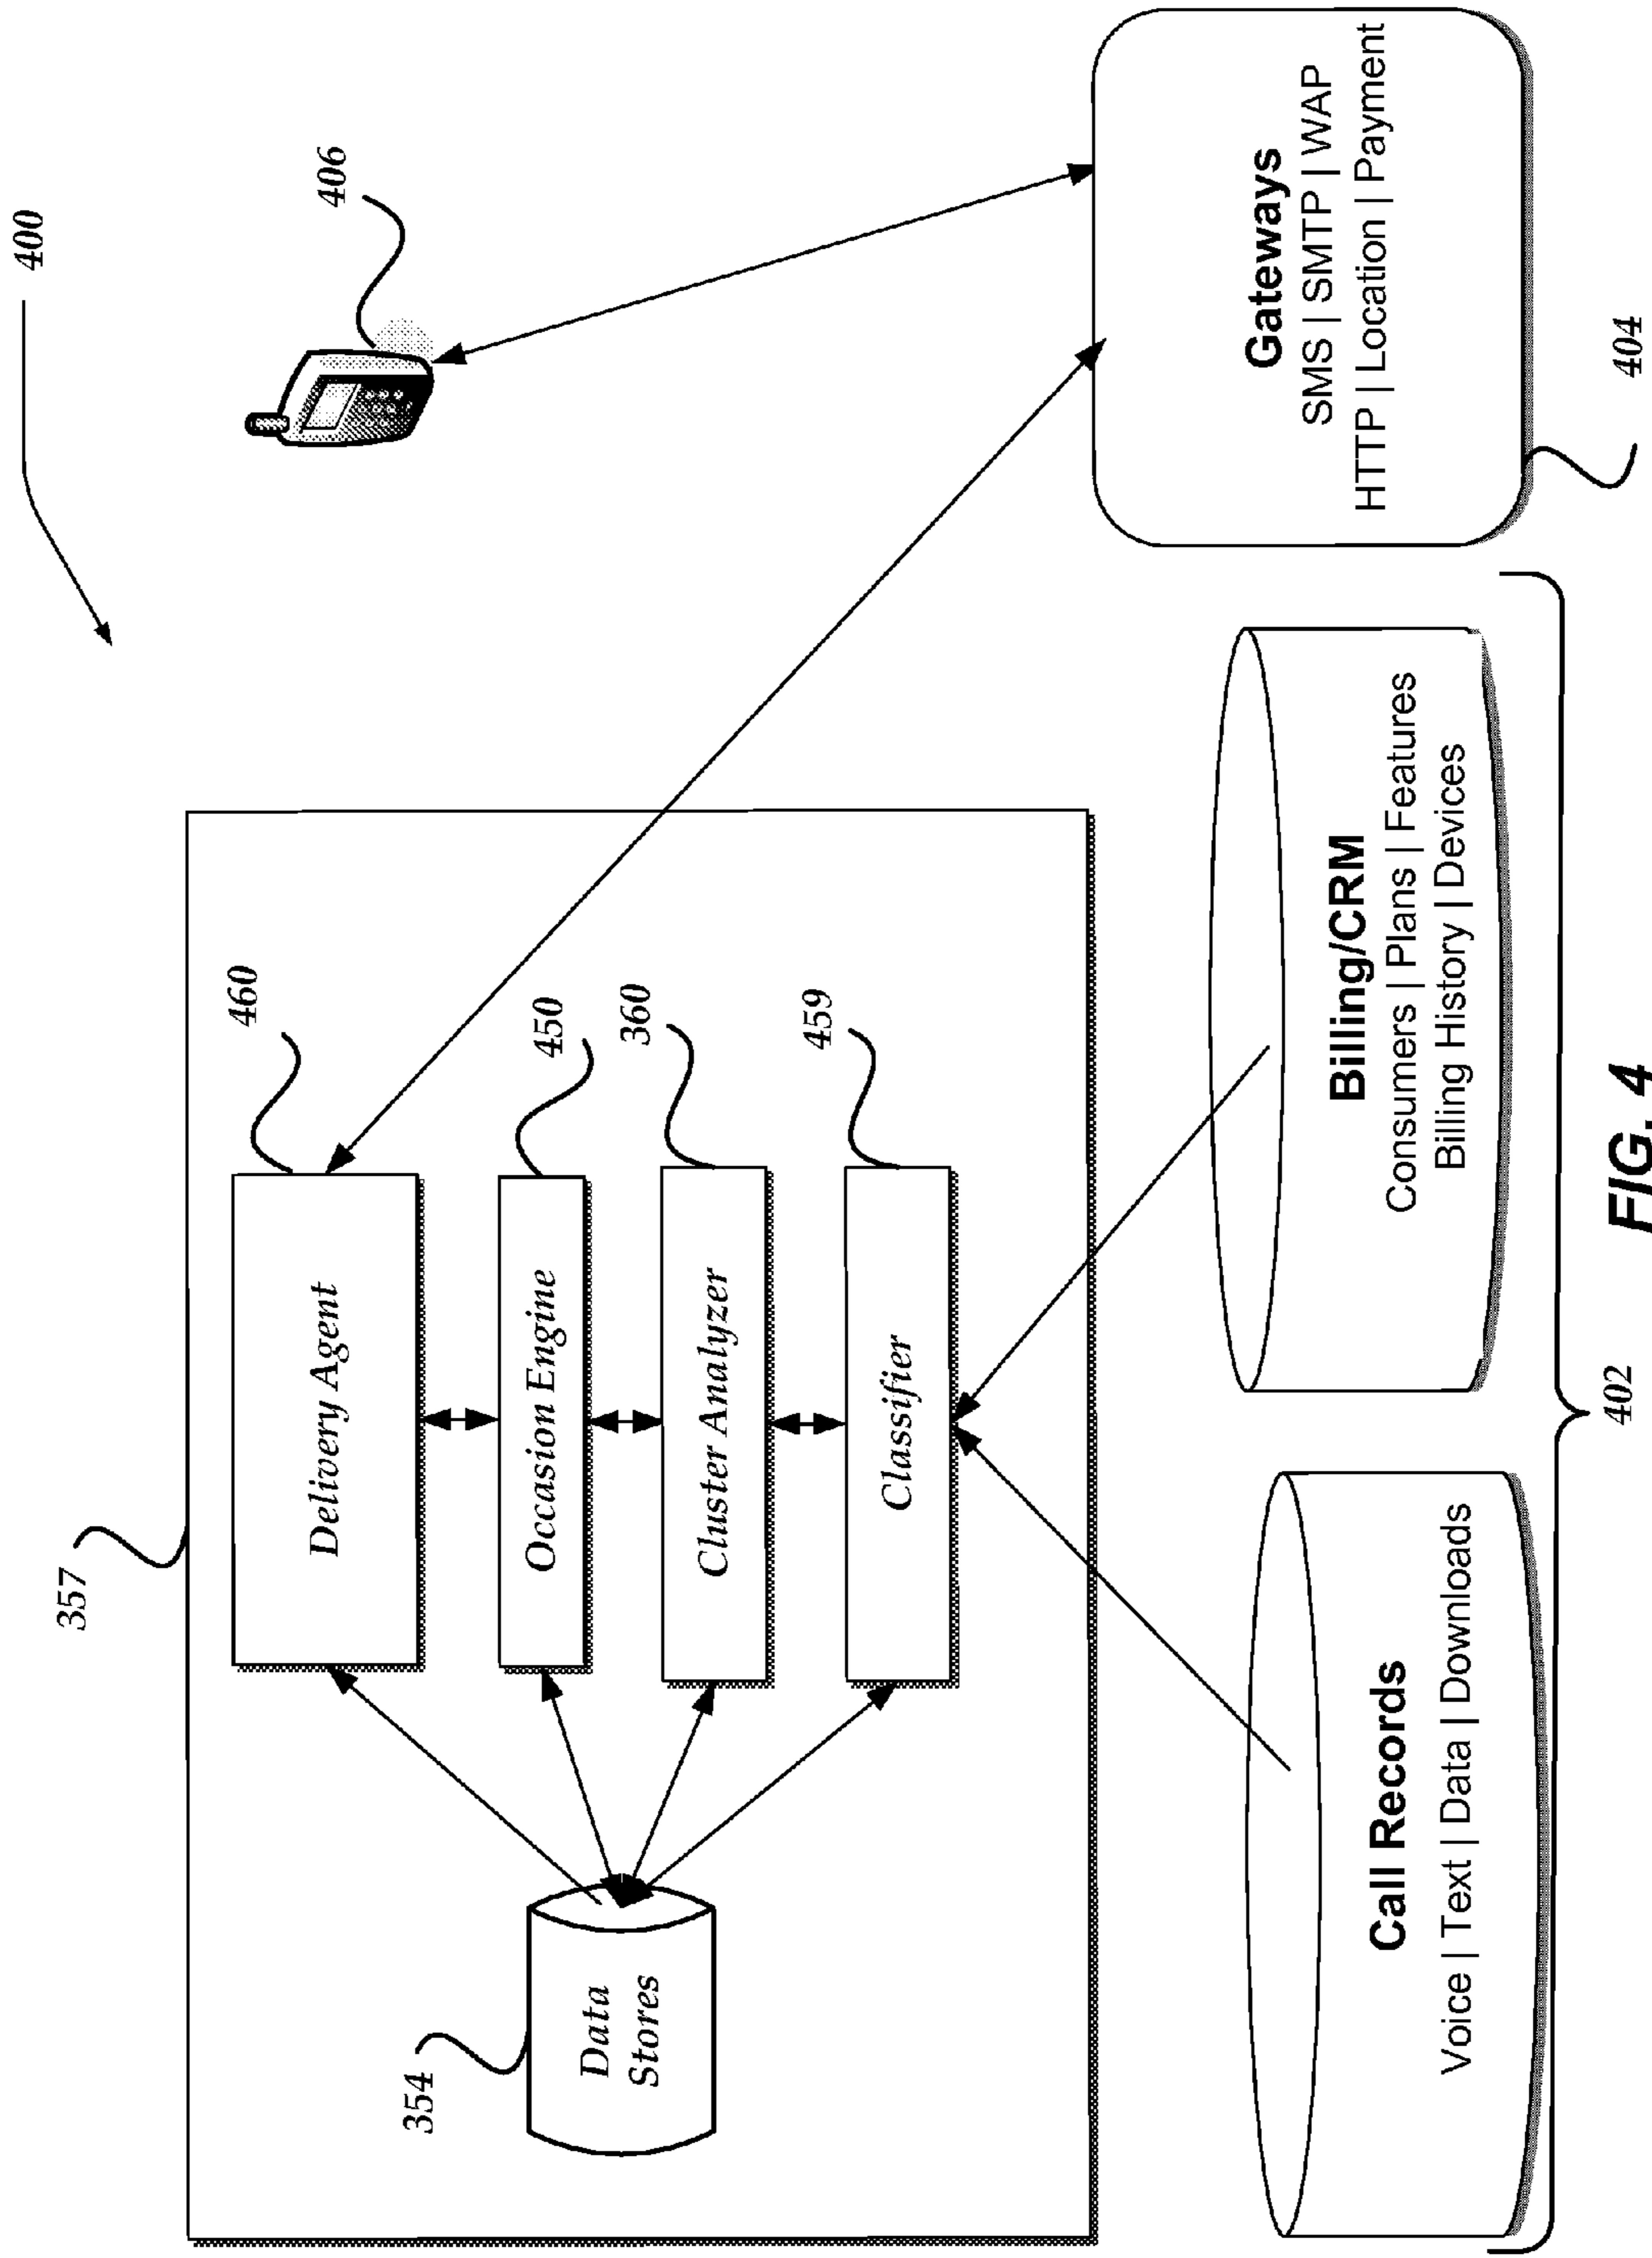 400
406
357
460
Delivery Agent
450
Occasion Engine
354
Data
Stores
360
Cluster Analyzer
459
Classifier
Call Records
Voice | Text | Data | Downloads
Billing/CRM
Consumers | Plans | Features
Billing History | Devices
Gateways
SMS | SMTP | WAP
HTTP | Location | Payment
404
402
FIG. 4